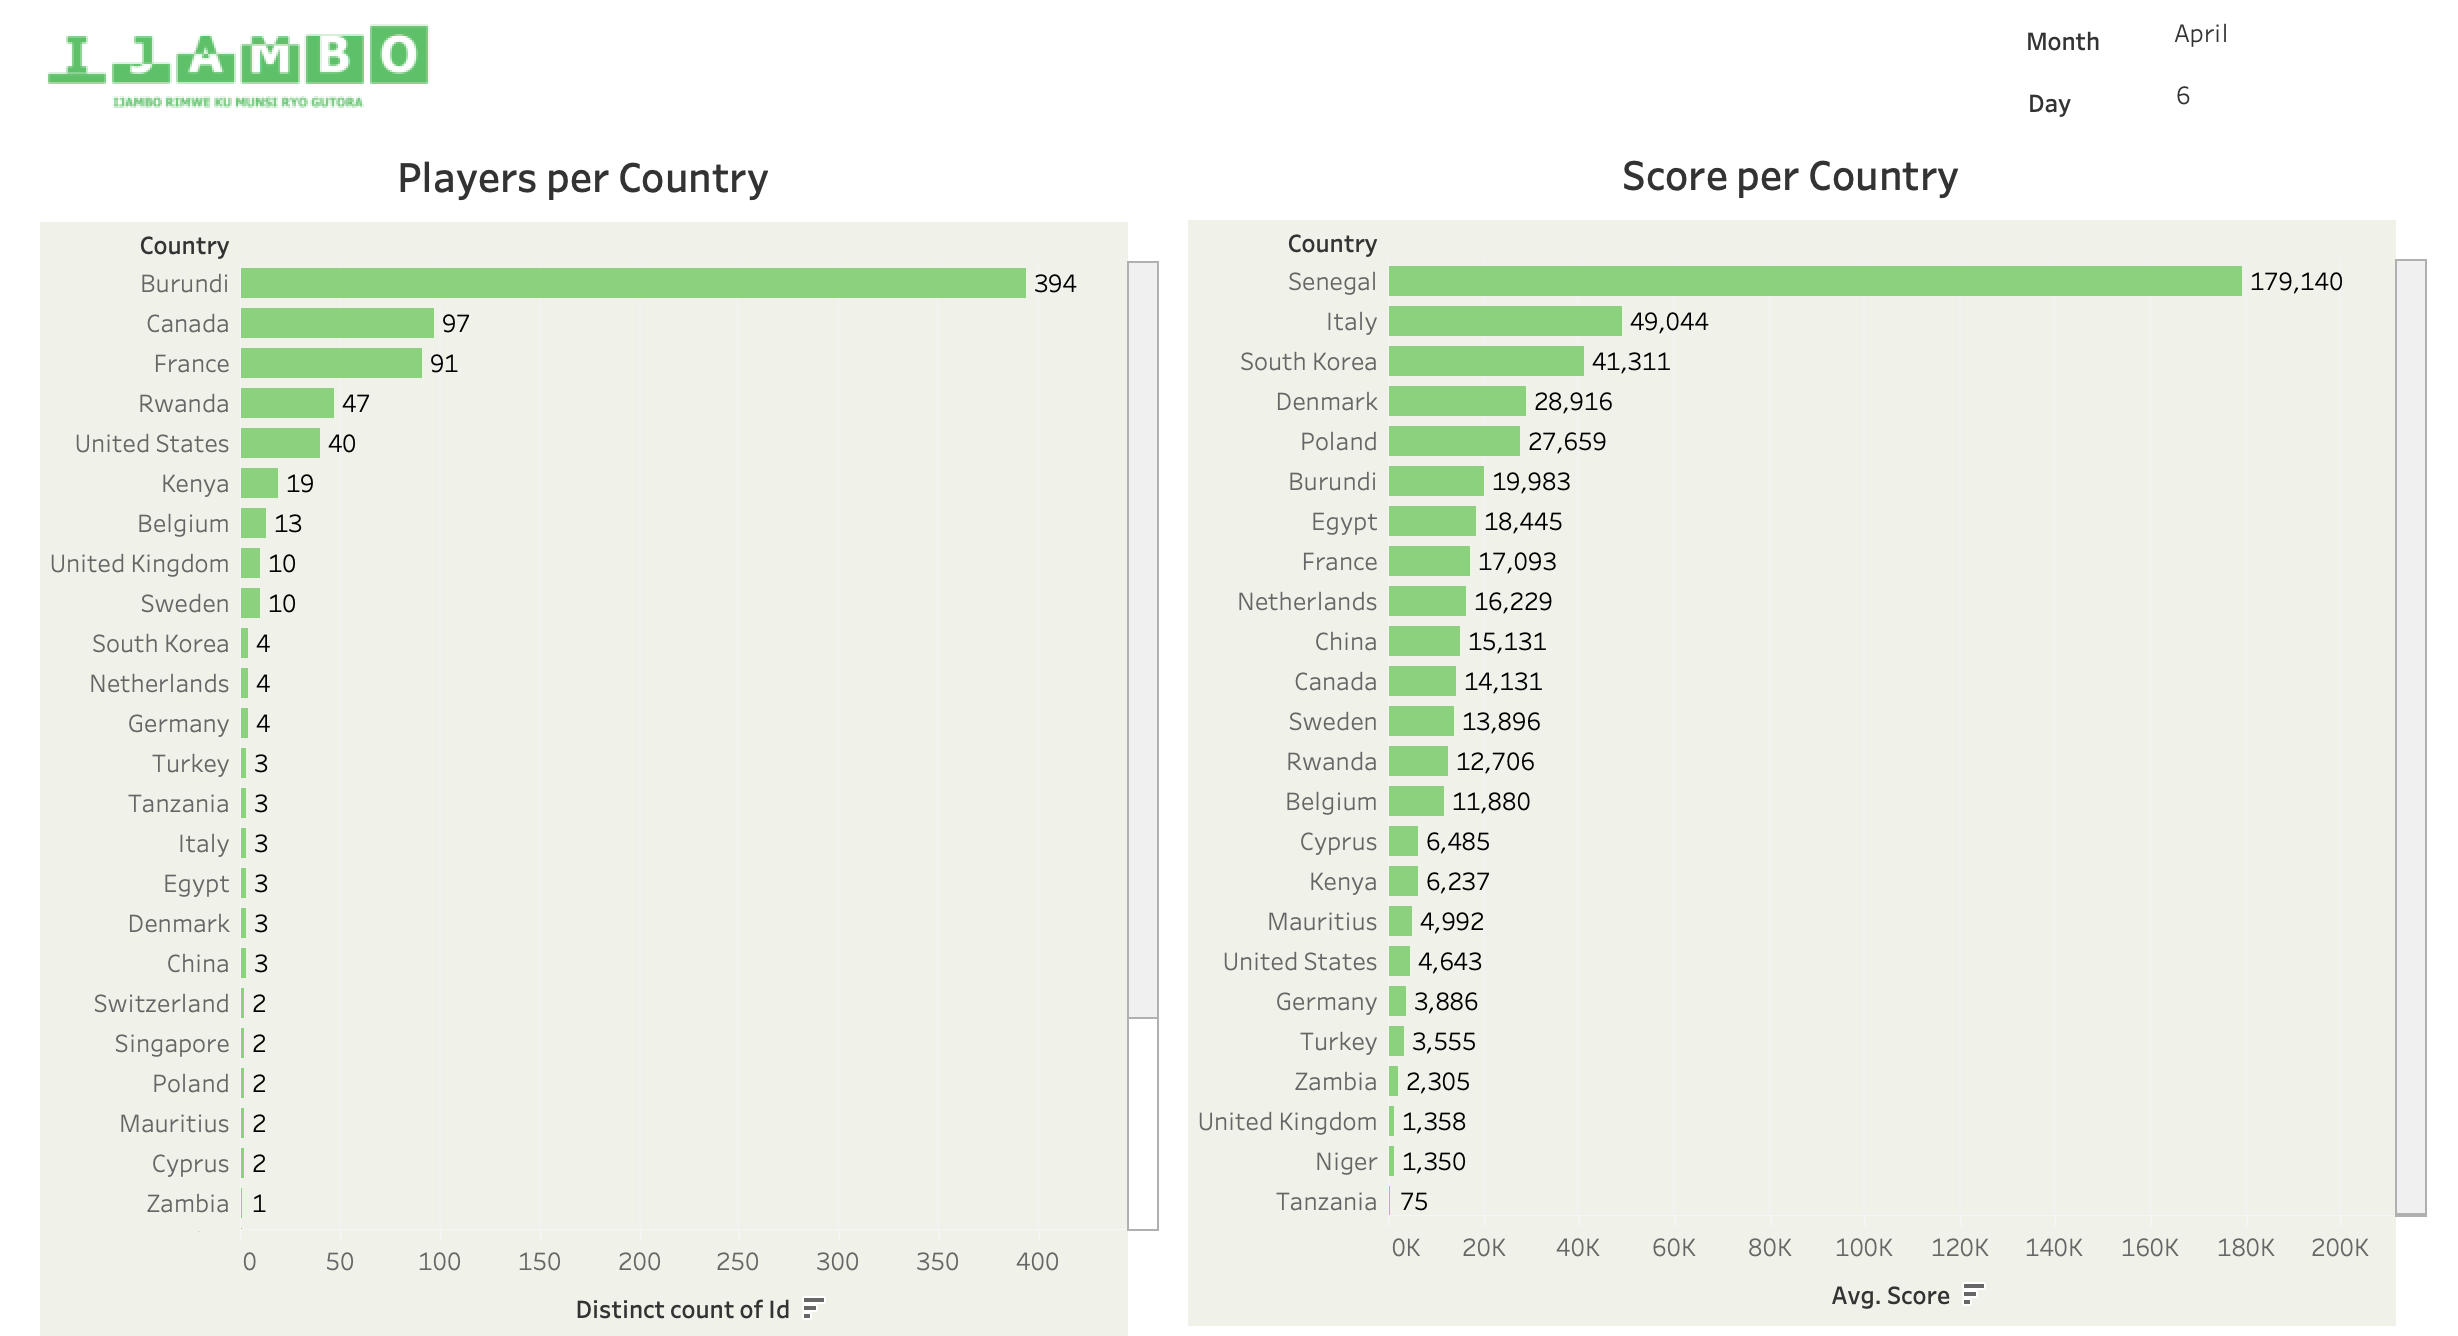 IJAMBO
IJAMBO RIMWE KU MUNSI RYO GUTORA
Month April
Day 6
Players per Country
Country
Burundi 394
Canada 97
France 91
Rwanda 47
United States 40
Kenya 19
Belgium 13
United Kingdom 10
Sweden 10
South Korea 4
Netherlands 4
Germany 4
Turkey 3
Tanzania 3
Italy 3
Egypt 3
Denmark 3
China 3
Switzerland 2
Singapore 2
Poland 2
Mauritius 2
Cyprus 2
Zambia 1
0 50 100 150 200 250 300 350 400
Distinct count of Id
Score per Country
Country
Senegal 179,140
Italy 49,044
South Korea 41,311
Denmark 28,916
Poland 27,659
Burundi 19,983
Egypt 18,445
France 17,093
Netherlands 16,229
China 15,131
Canada 14,131
Sweden 13,896
Rwanda 12,706
Belgium 11,880
Cyprus 6,485
Kenya 6,237
Mauritius 4,992
United States 4,643
Germany 3,886
Turkey 3,555
Zambia 2,305
United Kingdom 1,358
Niger 1,350
Tanzania 75
0K 20K 40K 60K 80K 100K 120K 140K 160K 180K 200K
Avg. Score